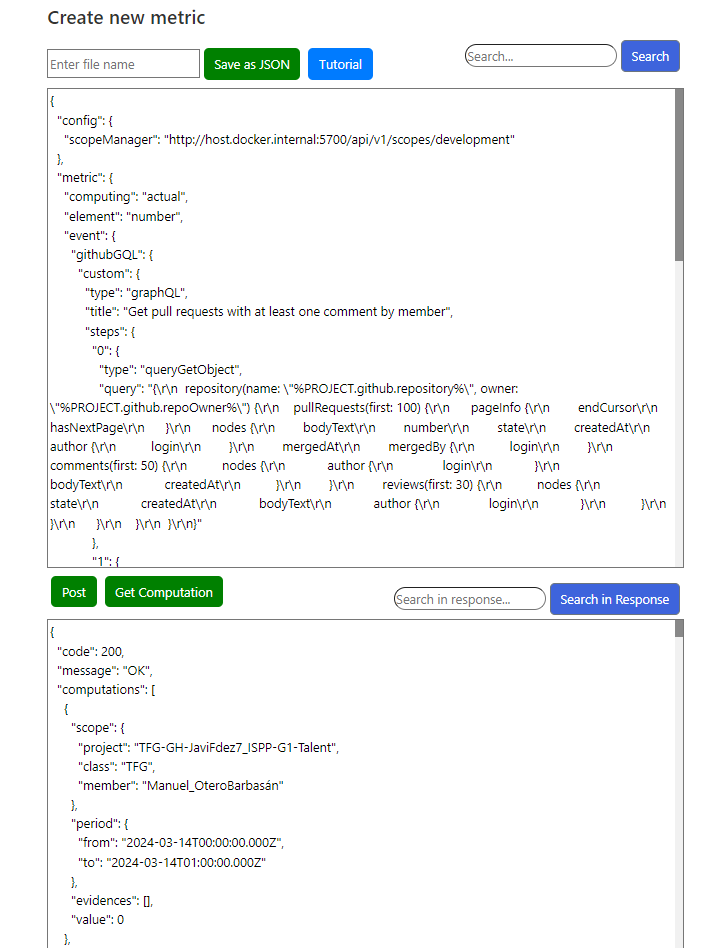 Create new metric
Enter file name Save as JSON Tutorial Search... Search
{
"config": {
"scopeManager": "http://host.docker.internal:5700/api/v1/scopes/development"
},
"metric": {
"computing": "actual",
"element": "number",
"event": {
"githubGQL": {
"custom": {
"type": "graphQL",
"title": "Get pull requests with at least one comment by member",
"steps": {
"0": {
"type": "queryGetObject",
"query": "{\r\n  repository(name: \"%PROJECT.github.repository%\", owner:
\"%PROJECT.github.repoOwner%\") {\r\n    pullRequests(first: 100) {\r\n      pageInfo {\r\n        endCursor\r\n
hasNextPage\r\n      }\r\n      nodes {\r\n        bodyText\r\n        number\r\n        state\r\n        createdAt\r\n
author {\r\n          login\r\n        }\r\n        mergedAt\r\n        mergedBy {\r\n          login\r\n        }\r\n
comments(first: 50) {\r\n          nodes {\r\n            author {\r\n              login\r\n            }\r\n
bodyText\r\n            createdAt\r\n          }\r\n        }\r\n        reviews(first: 30) {\r\n          nodes {\r\n
state\r\n            createdAt\r\n            bodyText\r\n            author {\r\n              login\r\n            }\r\n          }\r\n
}\r\n      }\r\n    }\r\n  }\r\n}"
},
"1": {
Post Get Computation Search in response... Search in Response
{
"code": 200,
"message": "OK",
"computations": [
{
"scope": {
"project": "TFG-GH-JaviFdez7_ISPP-G1-Talent",
"class": "TFG",
"member": "Manuel_OteroBarbasán"
},
"period": {
"from": "2024-03-14T00:00:00.000Z",
"to": "2024-03-14T01:00:00.000Z"
},
"evidences": [],
"value": 0
},